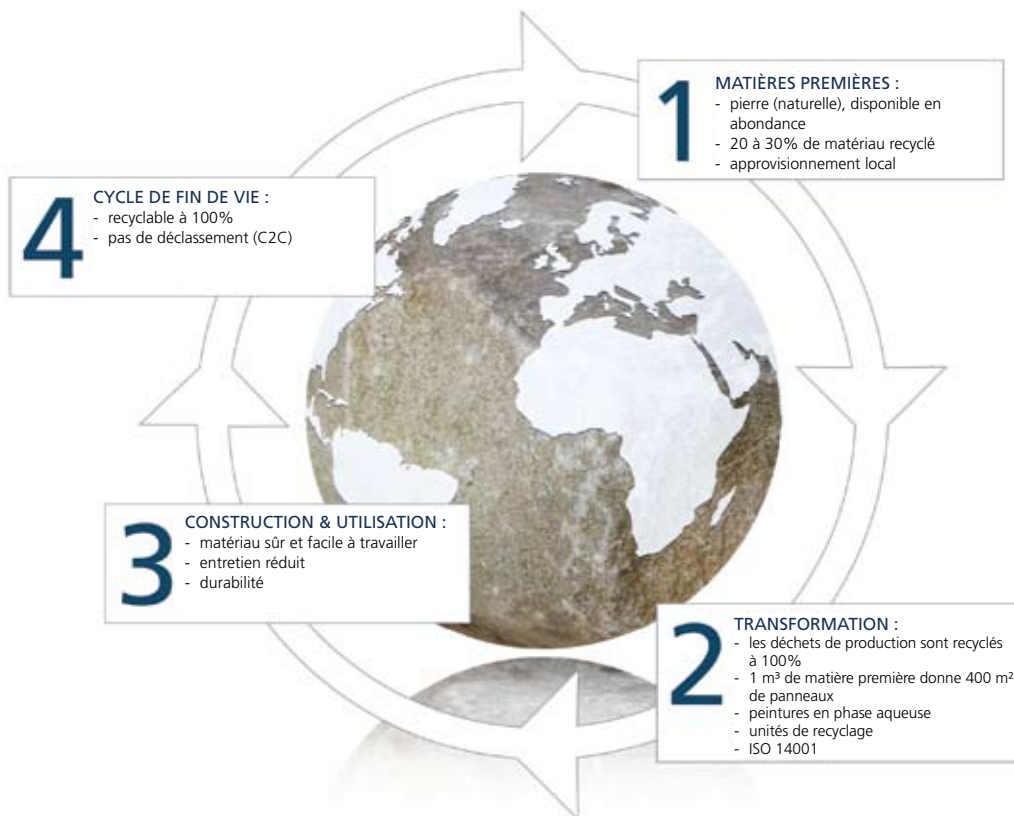 1
MATIÈRES PREMIÈRES :
- pierre (naturelle), disponible en
abondance
- 20 à 30% de matériau recyclé
- approvisionnement local
2
TRANSFORMATION :
- les déchets de production sont recyclés
à 100%
- 1 m³ de matière première donne 400 m²
de panneaux
- peintures en phase aqueuse
- unités de recyclage
- ISO 14001
3
CONSTRUCTION & UTILISATION :
- matériau sûr et facile à travailler
- entretien réduit
- durabilité
4
CYCLE DE FIN DE VIE :
- recyclable à 100%
- pas de déclassement (C2C)